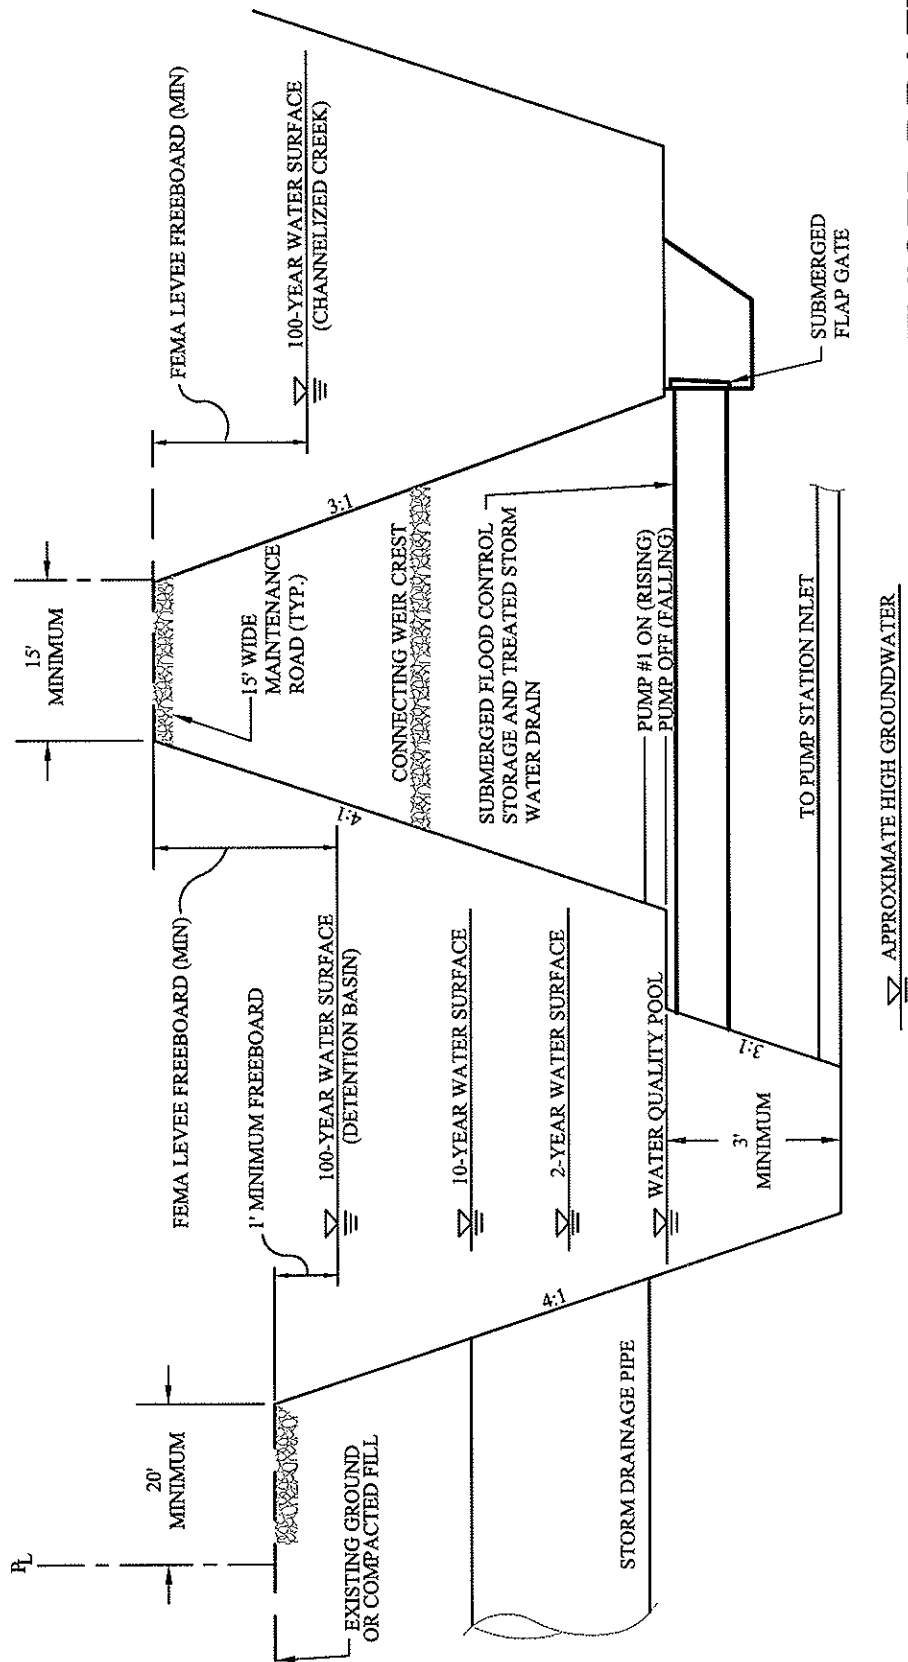 PL
20'
MINIMUM
EXISTING GROUND
OR COMPACTED FILL
STORM DRAINAGE PIPE
4:1
FEMA LEVEE FREEBOARD (MIN)
1' MINIMUM FREEBOARD
100-YEAR WATER SURFACE
(DETENTION BASIN)
10-YEAR WATER SURFACE
2-YEAR WATER SURFACE
WATER QUALITY POOL
3'
MINIMUM
3:1
4:1
15'
MINIMUM
15' WIDE
MAINTENANCE
ROAD (TYP.)
CONNECTING WEIR CREST
3:1
SUBMERGED FLOOD CONTROL
STORAGE AND TREATED STORM
WATER DRAIN
PUMP #1 ON (RISING)
PUMP OFF (FALLING)
TO PUMP STATION INLET
APPROXIMATE HIGH GROUNDWATER
FEMA LEVEE FREEBOARD (MIN)
100-YEAR WATER SURFACE
(CHANNELIZED CREEK)
SUBMERGED
FLAP GATE